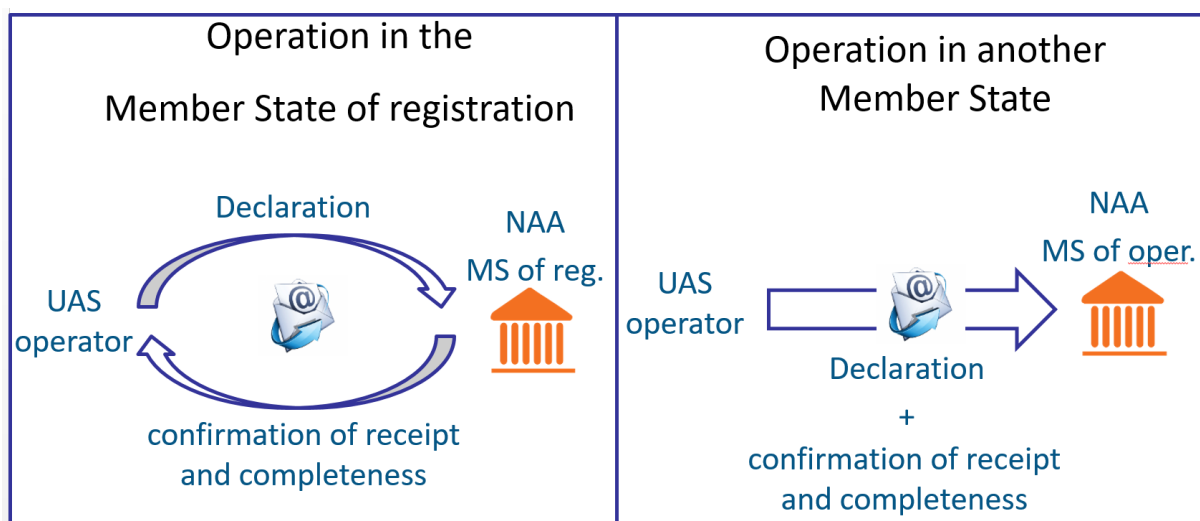 Operation in the
Member State of registration
Declaration
NAA
MS of reg.
@
UAS
operator
confirmation of receipt
and completeness
Operation in another
Member State
NAA
MS of oper.
UAS
operator
@
Declaration
+
confirmation of receipt
and completeness